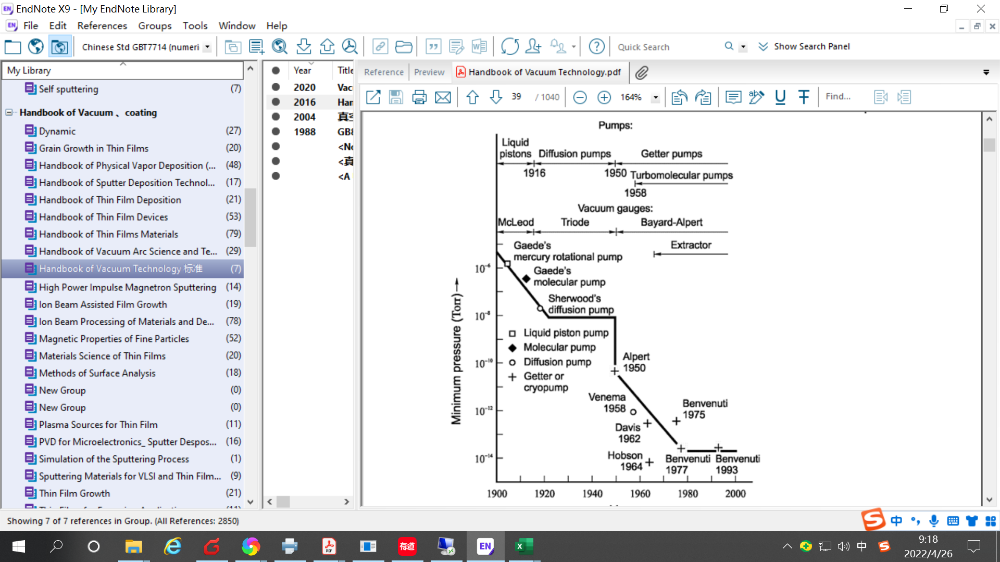 EndNote X9 - [My EndNote Library]
File Edit References Groups Tools Window Help
Chinese Std GBT7714 (numeri
Quick Search
Show Search Panel
My Library
Self sputtering (7)
Handbook of Vacuum 、coating
Dynamic (27)
Grain Growth in Thin Films (20)
Handbook of Physical Vapor Deposition (... (48)
Handbook of Sputter Deposition Technol... (17)
Handbook of Thin Film Deposition (21)
Handbook of Thin Film Devices (53)
Handbook of Thin Films Materials (79)
Handbook of Vacuum Arc Science and Te... (29)
Handbook of Vacuum Technology 标准 (7)
High Power Impulse Magnetron Sputtering (14)
Ion Beam Assisted Film Growth (19)
Ion Beam Processing of Materials and De... (78)
Magnetic Properties of Fine Particles (52)
Materials Science of Thin Films (20)
Methods of Surface Analysis (18)
New Group (0)
New Group (0)
Plasma Sources for Thin Film (11)
PVD for Microelectronics_ Sputter Despos... (16)
Simulation of the Sputtering Process (1)
Sputtering Materials for VLSI and Thin Film... (9)
Thin Film Growth (21)
Year Title
2020 Vac
2016 Han
2004 真空
1988 GB8
<No
<真
<A
Reference Preview Handbook of Vacuum Technology.pdf
39 / 1040 164% Find...
Pumps:
Liquid
pistons Diffusion pumps Getter pumps
1916 1950 Turbomolecular pumps
1958
Vacuum gauges:
McLeod Triode Bayard-Alpert
Extractor
Gaede's
mercury rotational pump
10⁻⁶
Gaede's
molecular pump
Sherwood's
diffusion pump
10⁻⁸
Minimum pressure (Torr)
Liquid piston pump
Molecular pump
Diffusion pump
Getter or
cryopump
10⁻¹⁰
Alpert
1950
Venema
1958
10⁻¹²
Benvenuti
1975
Davis
1962
Hobson
1964
10⁻¹⁴
Benvenuti
1977
Benvenuti
1993
1900 1920 1940 1960 1980 2000
Showing 7 of 7 references in Group. (All References: 2850)
中
有道
EN
中
9:18
2022/4/26